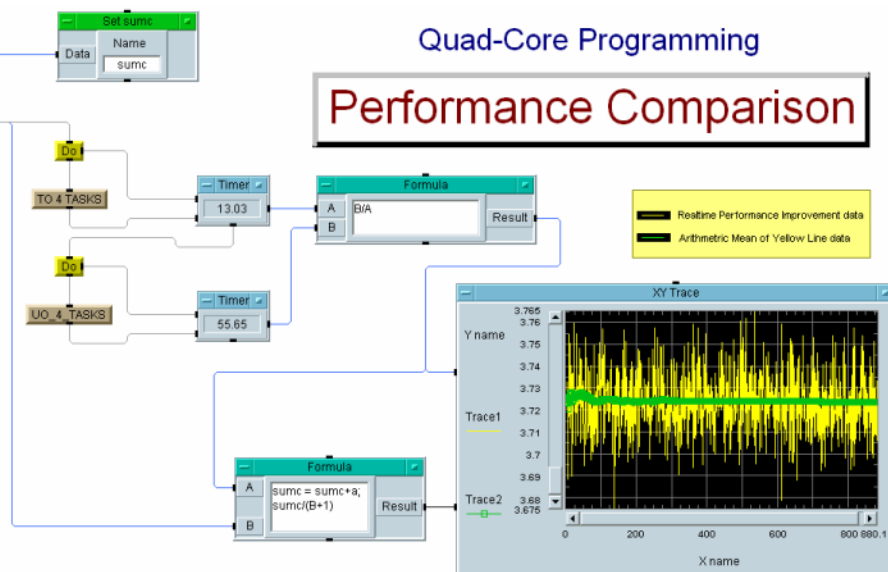 Set sumc
Data
Name
sumc
Quad-Core Programming
Performance Comparison
Do
TO 4 TASKS
Timer
13.03
Formula
A
B
B/A
Result
Realtime Performance Improvement data
Arithmetric Mean of Yellow Line data
Do
UO_4_TASKS
Timer
55.65
XY Trace
Y name
Trace1
Trace2
3.765
3.76
3.75
3.74
3.73
3.72
3.71
3.7
3.69
3.68
3.675
0
200
400
600
800 880.1
X name
Formula
A
B
sumc = sumc+a;
sumc/(B+1)
Result